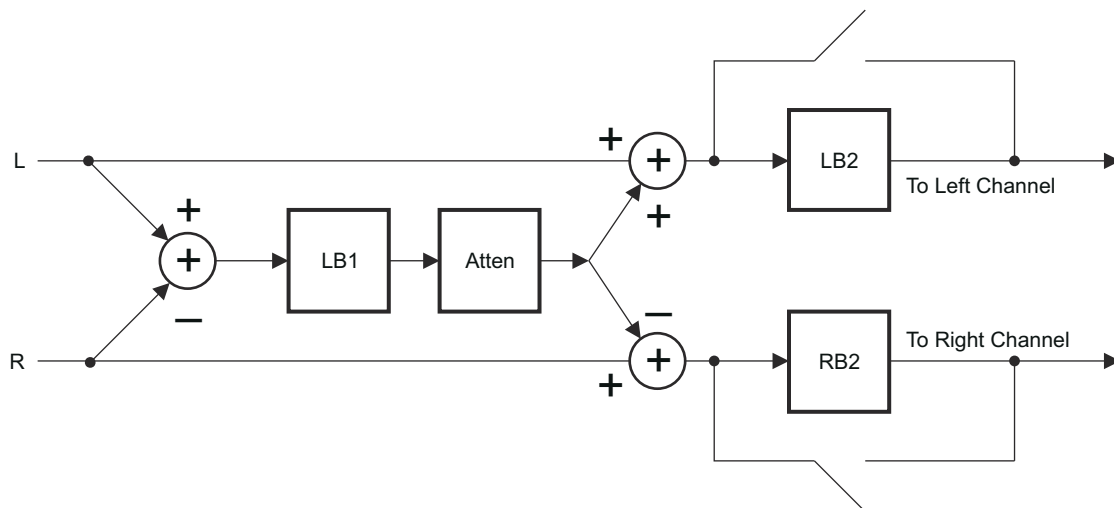 L
+
+
LB2
To Left Channel
+
+
+
LB1
Atten
−
−
To Right Channel
R
+
RB2
+